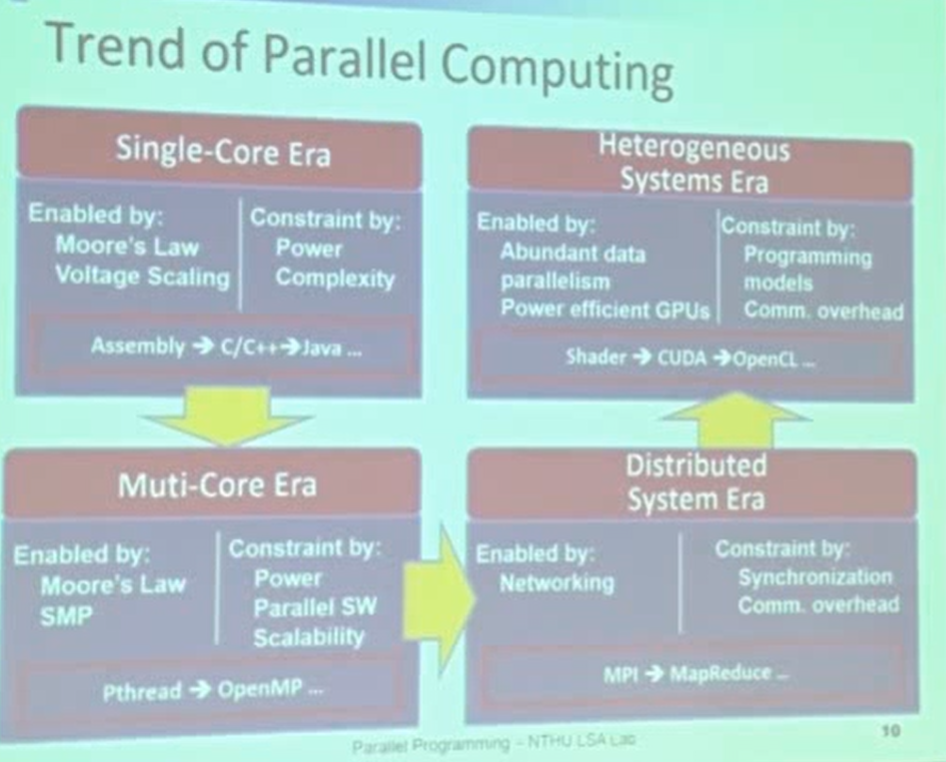 Trend of Parallel Computing
Single-Core Era
Enabled by:
Moore's Law
Voltage Scaling
Constraint by:
Power
Complexity
Assembly → C/C++→Java ...
Muti-Core Era
Enabled by:
Moore's Law
SMP
Constraint by:
Power
Parallel SW
Scalability
Pthread → OpenMP ...
Distributed
System Era
Enabled by:
Networking
Constraint by:
Synchronization
Comm. overhead
MPI → MapReduce ...
Heterogeneous
Systems Era
Enabled by:
Abundant data
parallelism
Power efficient GPUs
Constraint by:
Programming
models
Comm. overhead
Shader → CUDA →OpenCL ...
Parallel Programming – NTHU LSA Lab
10